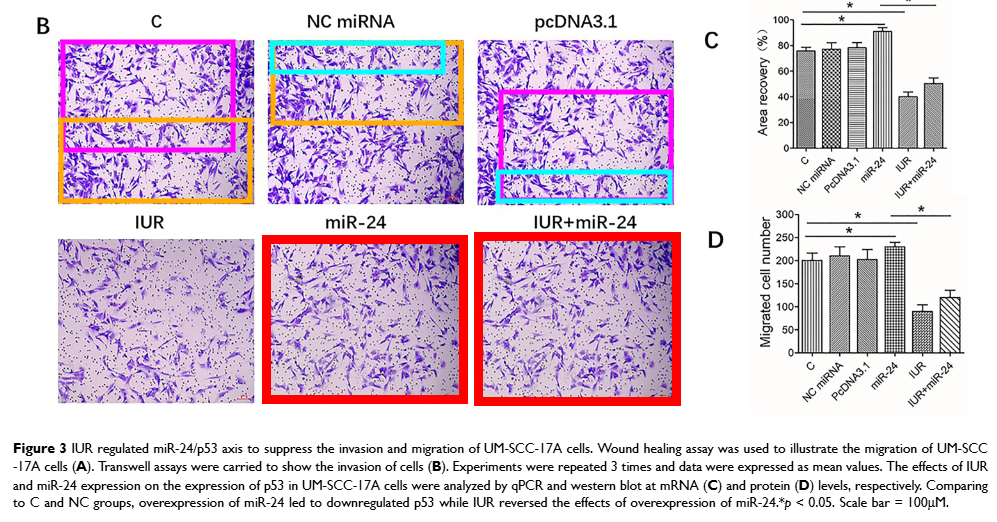 B
C
NC miRNA
pcDNA3.1
IUR
miR-24
IUR+miR-24
C
Area recovery (%)
100
80
60
40
20
0
*
*
C
NC miRNA
PcDNA3.1
miR-24
IUR
IUR+miR-24
D
Migrated cell number
300
250
200
150
100
50
0
*
*
*
C
NC miRNA
PcDNA3.1
miR-24
IUR
IUR+miR-24
Figure 3 IUR regulated miR-24/p53 axis to suppress the invasion and migration of UM-SCC-17A cells. Wound healing assay was used to illustrate the migration of UM-SCC
-17A cells (A). Transwell assays were carried to show the invasion of cells (B). Experiments were repeated 3 times and data were expressed as mean values. The effects of IUR
and miR-24 expression on the expression of p53 in UM-SCC-17A cells were analyzed by qPCR and western blot at mRNA (C) and protein (D) levels, respectively. Comparing
to C and NC groups, overexpression of miR-24 led to downregulated p53 while IUR reversed the effects of overexpression of miR-24.*p < 0.05. Scale bar = 100μM.